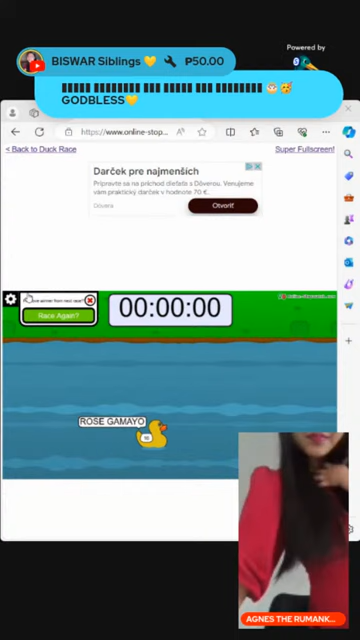 Powered by
BISWAR Siblings 💛 🔧 ₱50.00
GODBLESS💛
https://www.online-stop...
< Back to Duck Race
Super Fullscreen!
Darček pre najmenších
Pripravte sa na príchod dieťaťa s Dôverou. Venujeme
vám praktický darček v hodnote 70 €.
Dôvera
Otvoriť
Race Again?
00:00:00
ROSE GAMAYO
10
AGNES THE RUMANK...